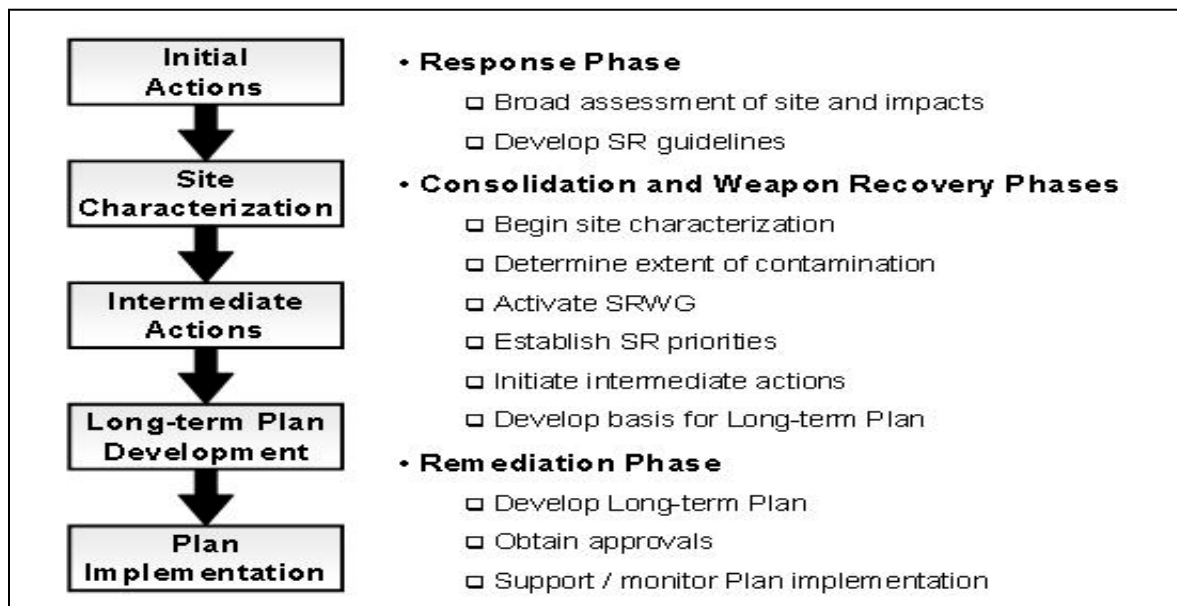 Initial
Actions
Site
Characterization
Intermediate
Actions
Long-term Plan
Development
Plan
Implementation
• Response Phase
❑ Broad assessment of site and impacts
❑ Develop SR guidelines
• Consolidation and Weapon Recovery Phases
❑ Begin site characterization
❑ Determine extent of contamination
❑ Activate SRWG
❑ Establish SR priorities
❑ Initiate intermediate actions
❑ Develop basis for Long-term Plan
• Remediation Phase
❑ Develop Long-term Plan
❑ Obtain approvals
❑ Support / monitor Plan implementation